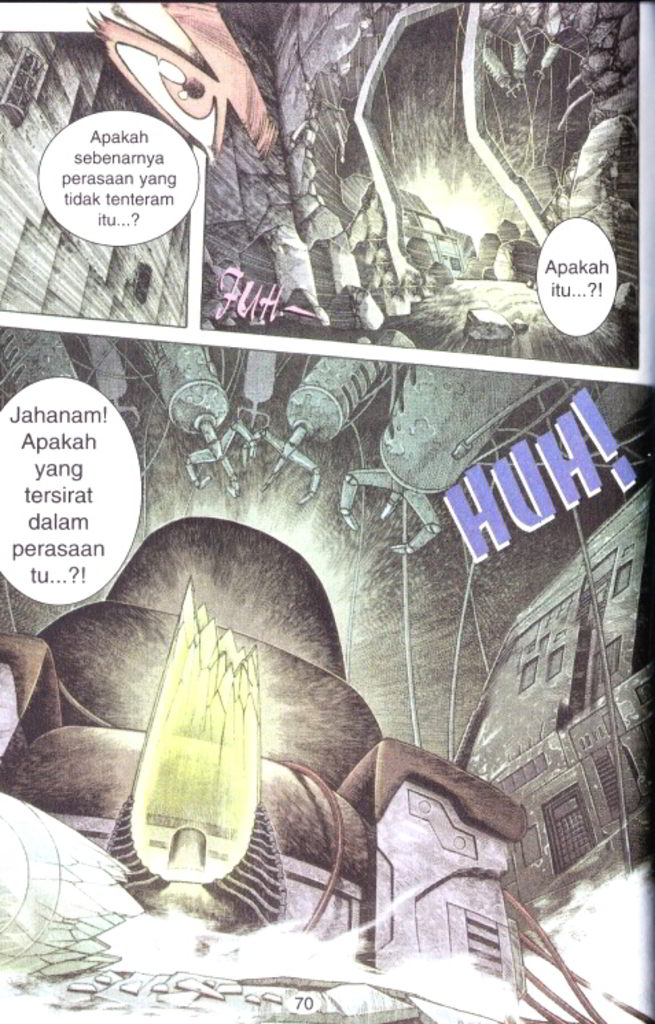 Apakah
sebenarnya
perasaan yang
tidak tenteram
itu...?
FUH
Apakah
itu...?!
Jahanam!
Apakah
yang
tersirat
dalam
perasaan
tu...?!
HUH!
70